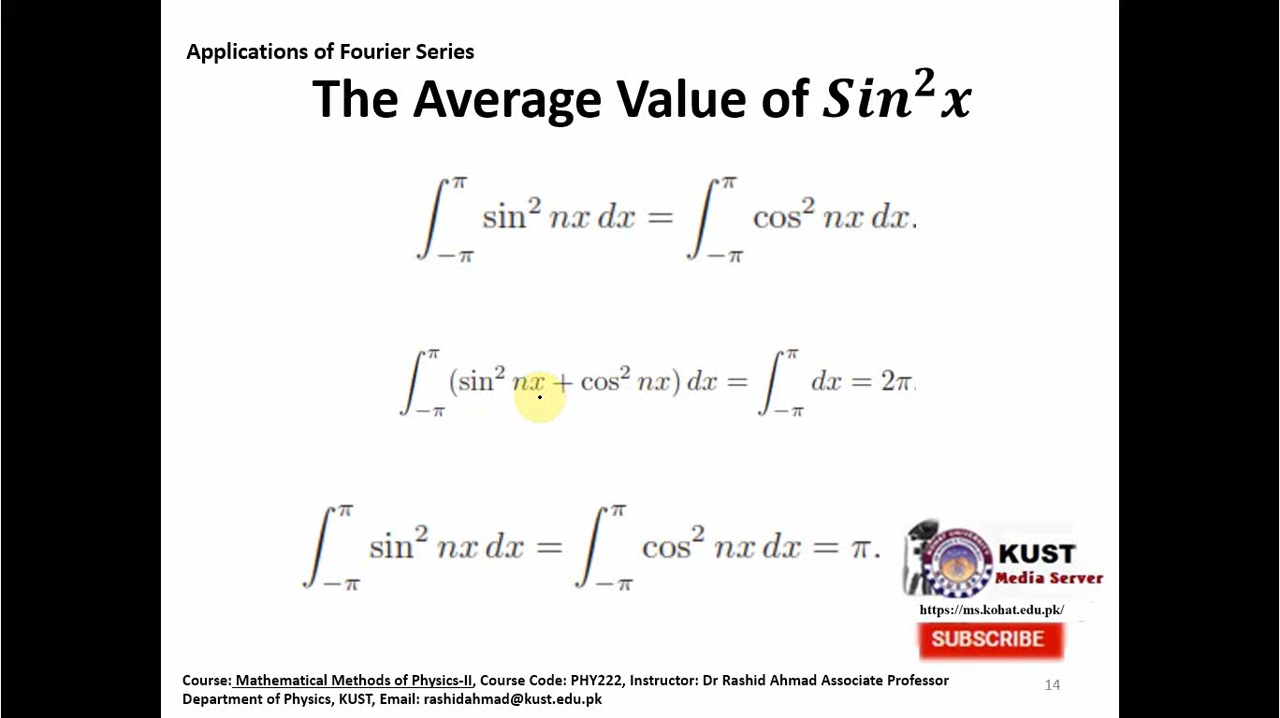 Applications of Fourier Series
The Average Value of Sin²x
∫_{-π}^{π} sin² nx dx = ∫_{-π}^{π} cos² nx dx.
∫_{-π}^{π} (sin² nx + cos² nx) dx = ∫_{-π}^{π} dx = 2π.
∫_{-π}^{π} sin² nx dx = ∫_{-π}^{π} cos² nx dx = π.
KUST
Media Server
https://ms.kohat.edu.pk/
SUBSCRIBE
Course: Mathematical Methods of Physics-II, Course Code: PHY222, Instructor: Dr Rashid Ahmad Associate Professor
Department of Physics, KUST, Email: rashidahmad@kust.edu.pk
14